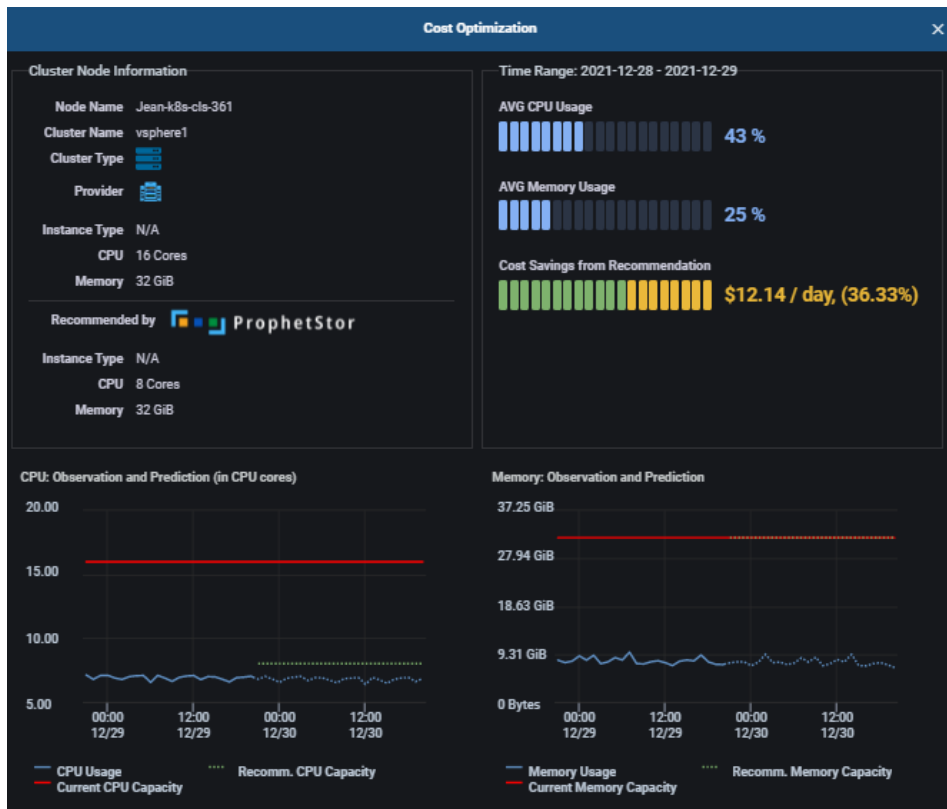 Cost Optimization
Cluster Node Information
Node Name Jean-k8s-cls-361
Cluster Name vsphere1
Cluster Type
Provider
Instance Type N/A
CPU 16 Cores
Memory 32 GiB
Recommended by ProphetStor
Instance Type N/A
CPU 8 Cores
Memory 32 GiB
Time Range: 2021-12-28 - 2021-12-29
AVG CPU Usage
43 %
AVG Memory Usage
25 %
Cost Savings from Recommendation
$12.14 / day, (36.33%)
CPU: Observation and Prediction (in CPU cores)
20.00
15.00
10.00
5.00
00:00 12:00 00:00 12:00
12/29 12/29 12/30 12/30
CPU Usage Recomm. CPU Capacity
Current CPU Capacity
Memory: Observation and Prediction
37.25 GiB
27.94 GiB
18.63 GiB
9.31 GiB
0 Bytes
00:00 12:00 00:00 12:00
12/29 12/29 12/30 12/30
Memory Usage Recomm. Memory Capacity
Current Memory Capacity